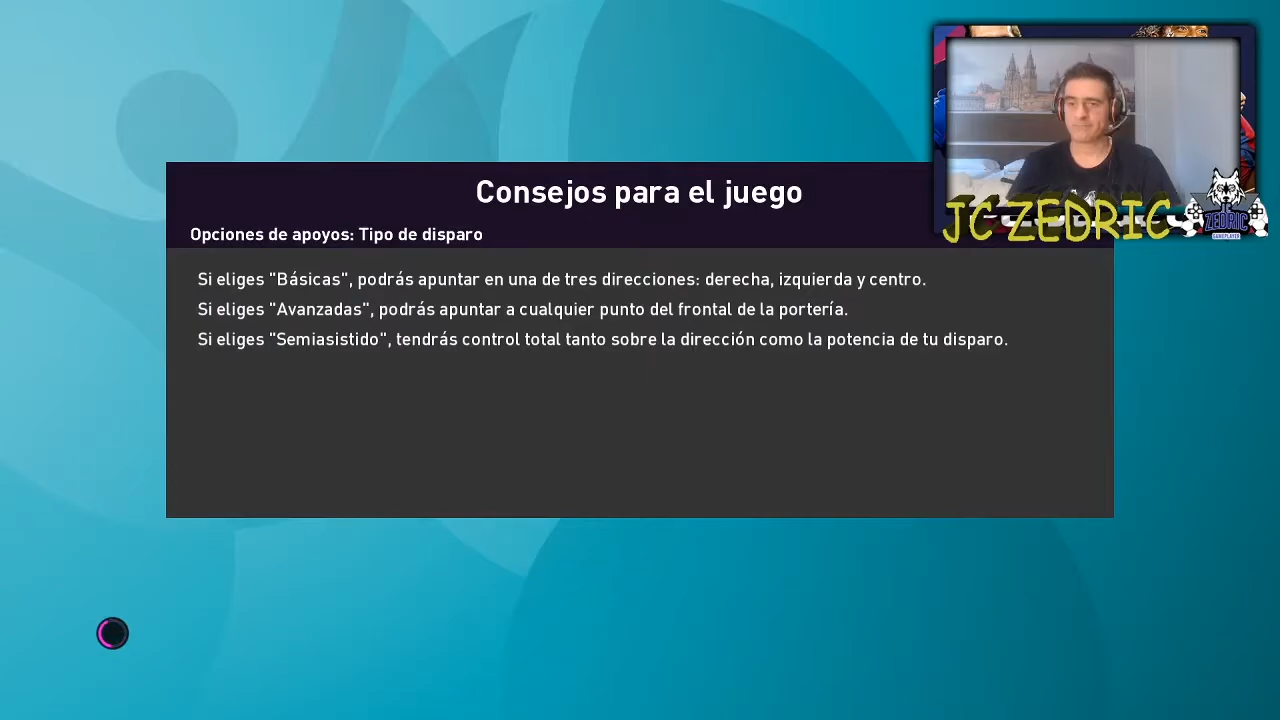 Consejos para el juego
Opciones de apoyos: Tipo de disparo
Si eliges "Básicas", podrás apuntar en una de tres direcciones: derecha, izquierda y centro.
Si eliges "Avanzadas", podrás apuntar a cualquier punto del frontal de la portería.
Si eliges "Semiasistido", tendrás control total tanto sobre la dirección como la potencia de tu disparo.
JC ZEDRIC
ZEDRIC
GAMEPLAYER